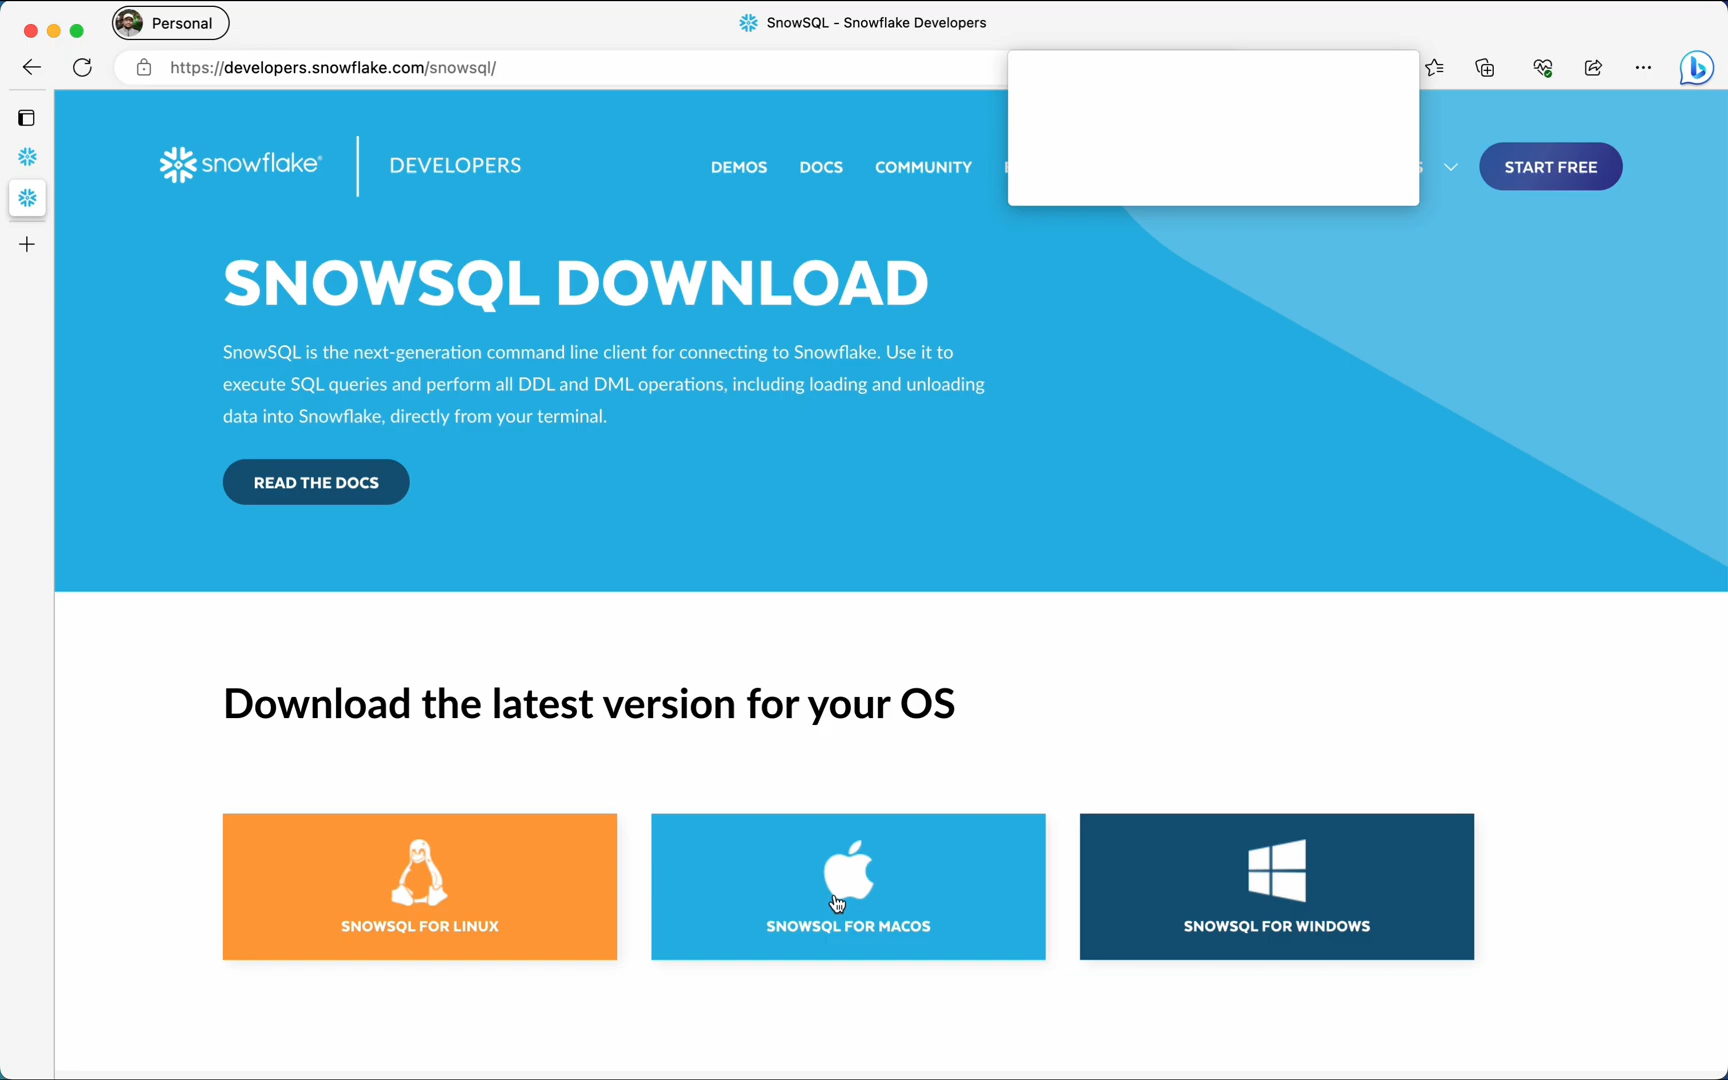 Personal
SnowSQL - Snowflake Developers
https://developers.snowflake.com/snowsql/
snowflake®
DEVELOPERS
DEMOS
DOCS
COMMUNITY
START FREE
SNOWSQL DOWNLOAD
SnowSQL is the next-generation command line client for connecting to Snowflake. Use it to
execute SQL queries and perform all DDL and DML operations, including loading and unloading
data into Snowflake, directly from your terminal.
READ THE DOCS
Download the latest version for your OS
SNOWSQL FOR LINUX
SNOWSQL FOR MACOS
SNOWSQL FOR WINDOWS